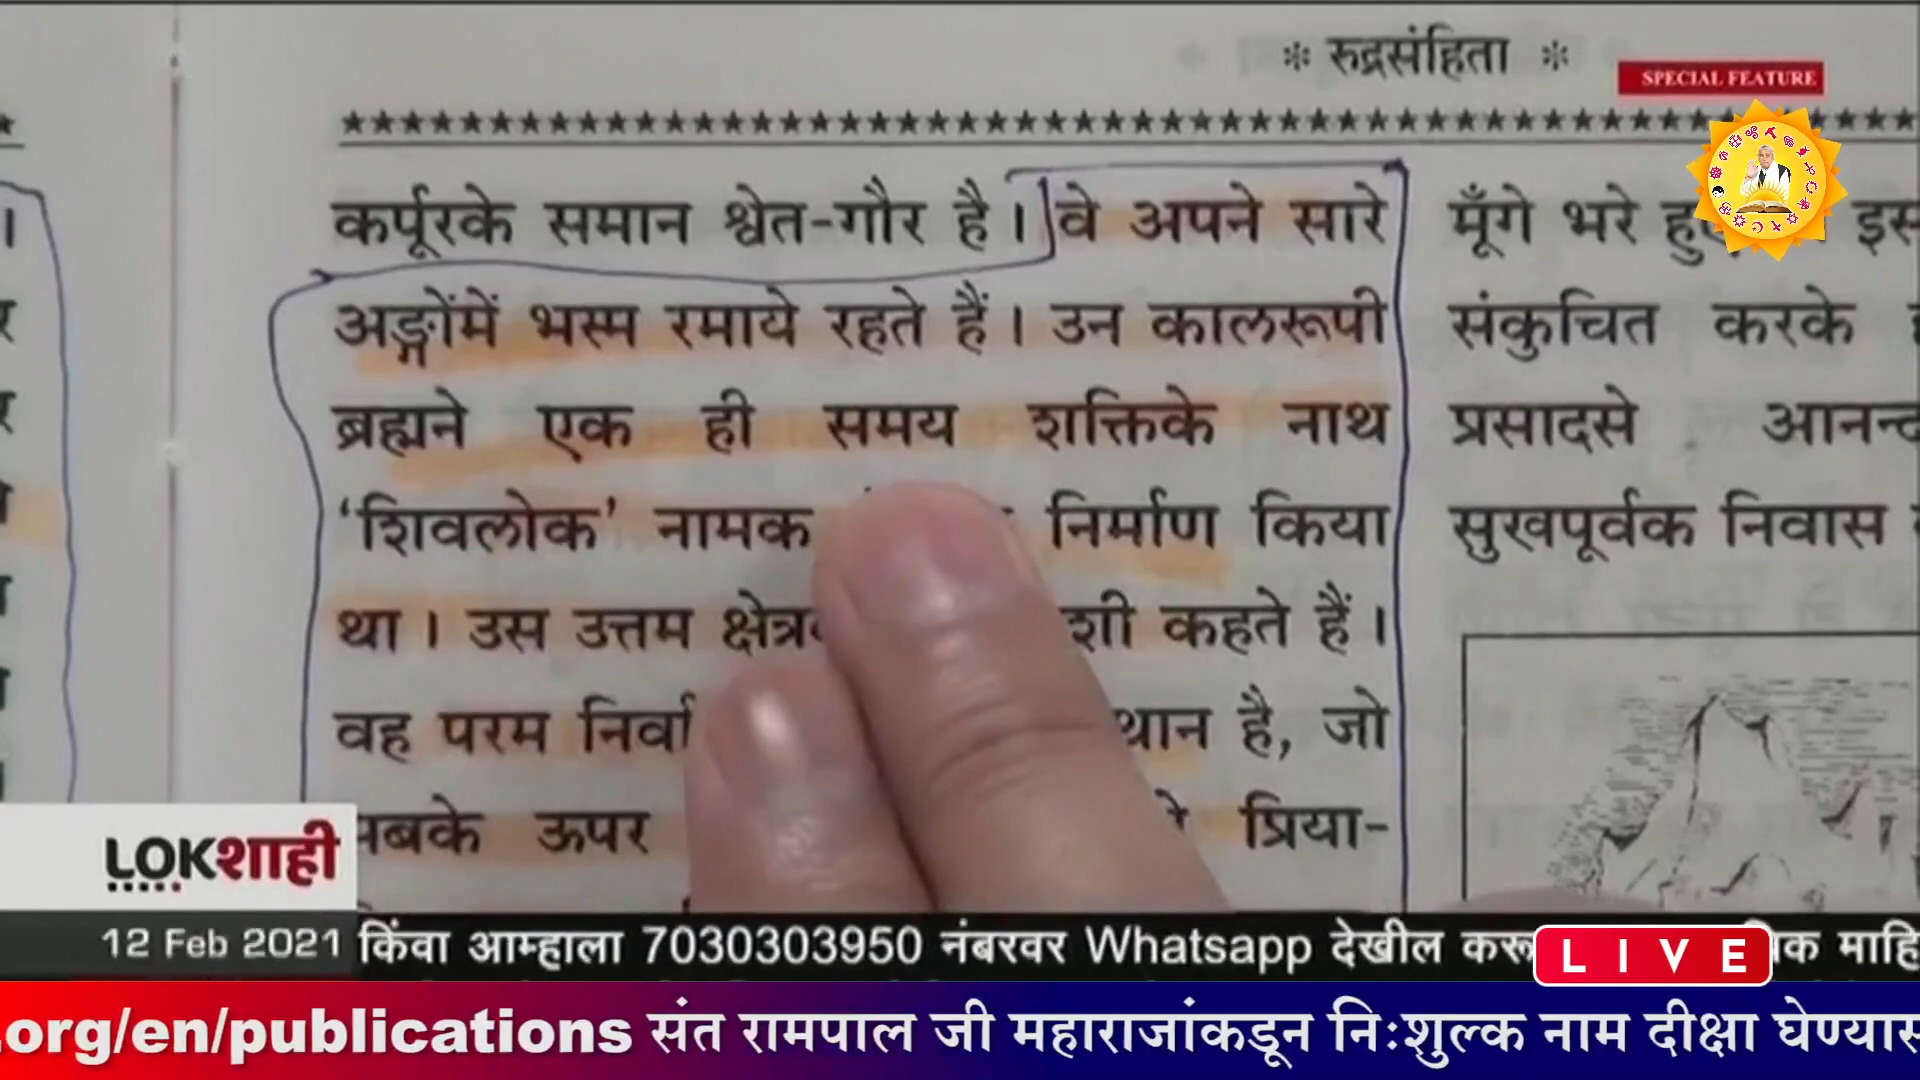 * रुद्रसंहिता *
SPECIAL FEATURE
कर्पूरके समान श्वेत-गौर है। वे अपने सारे
अङ्गोंमें भस्म रमाये रहते हैं। उन कालरूपी
ब्रह्मने एक ही समय शक्तिके नाथ
‘शिवलोक’ नामक निर्माण किया
था। उस उत्तम कहते हैं।
वह परम है, जो
ऊपर प्रिया-
मूँगे भरे
संकुचित करके
प्रसादसे
सुखपूर्वक निवास
LOKशाही
12 Feb 2021
किंवा आम्हाला 7030303950 नंबरवर Whatsapp देखील
LIVE
.org/en/publications संत रामपाल जी महाराजांकडून निःशुल्क नाम दीक्षा